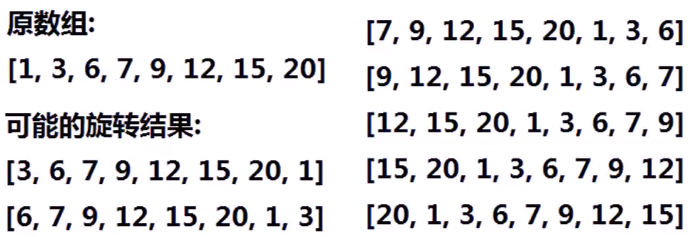 原数组:
[1, 3, 6, 7, 9, 12, 15, 20]
可能的旋转结果:
[3, 6, 7, 9, 12, 15, 20, 1]
[6, 7, 9, 12, 15, 20, 1, 3]
[7, 9, 12, 15, 20, 1, 3, 6]
[9, 12, 15, 20, 1, 3, 6, 7]
[12, 15, 20, 1, 3, 6, 7, 9]
[15, 20, 1, 3, 6, 7, 9, 12]
[20, 1, 3, 6, 7, 9, 12, 15]